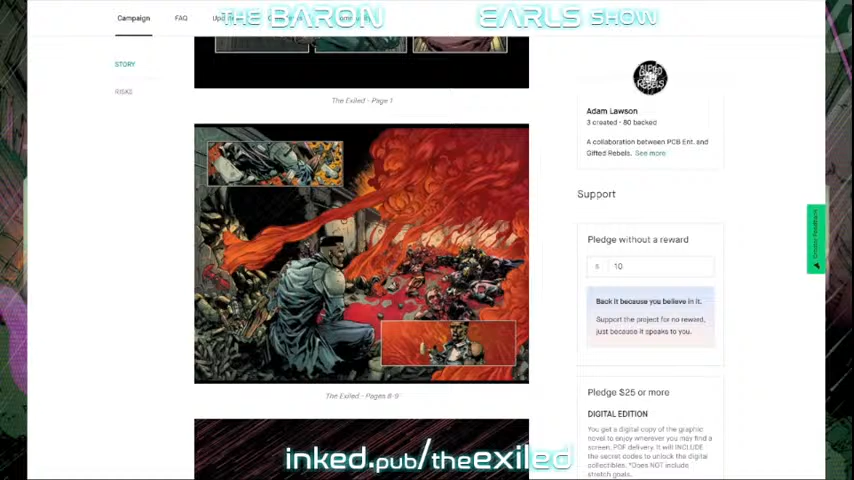 Campaign
FAQ
THE BARON EARLS SHOW
STORY
RISKS
The Exiled - Page 1
The Exiled - Pages 8-9
GIFTED REBELS
Adam Lawson
3 created · 80 backed
A collaboration between PCB Ent. and
Gifted Rebels. See more
Support
Pledge without a reward
$ 10
Back it because you believe in it.
Support the project for no reward,
just because it speaks to you.
Pledge $25 or more
DIGITAL EDITION
You get a digital copy of the graphic
novel to enjoy wherever you may find a
screen. PDF delivery. It will INCLUDE
the secret codes to unlock the digital
collectibles. *Does NOT include
stretch goals.
Creator Feedback
inked.pub/theexiled